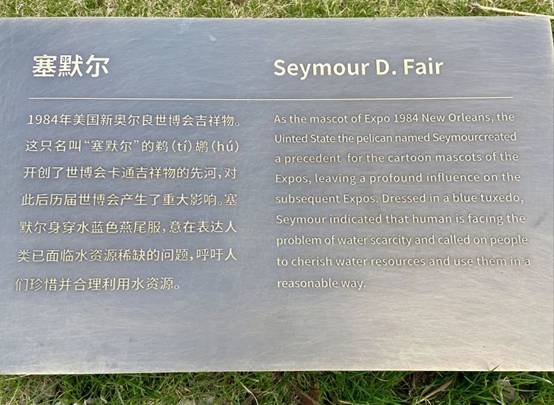 塞默尔
1984年美国新奥尔良世博会吉祥物。
这只名叫“塞默尔”的鹈(tí)鹕(hú)
开创了世博会卡通吉祥物的先河,对
此后历届世博会产生了重大影响。塞
默尔身穿水蓝色燕尾服,意在表达人
类已面临水资源稀缺的问题,呼吁人
们珍惜并合理利用水资源。
Seymour D. Fair
As the mascot of Expo 1984 New Orleans, the
Uinted State the pelican named Seymourcreated
a precedent for the cartoon mascots of the
Expos, leaving a profound influence on the
subsequent Expos. Dressed in a blue tuxedo,
Seymour indicated that human is facing the
problem of water scarcity and called on people
to cherish water resources and use them in a
reasonable way.